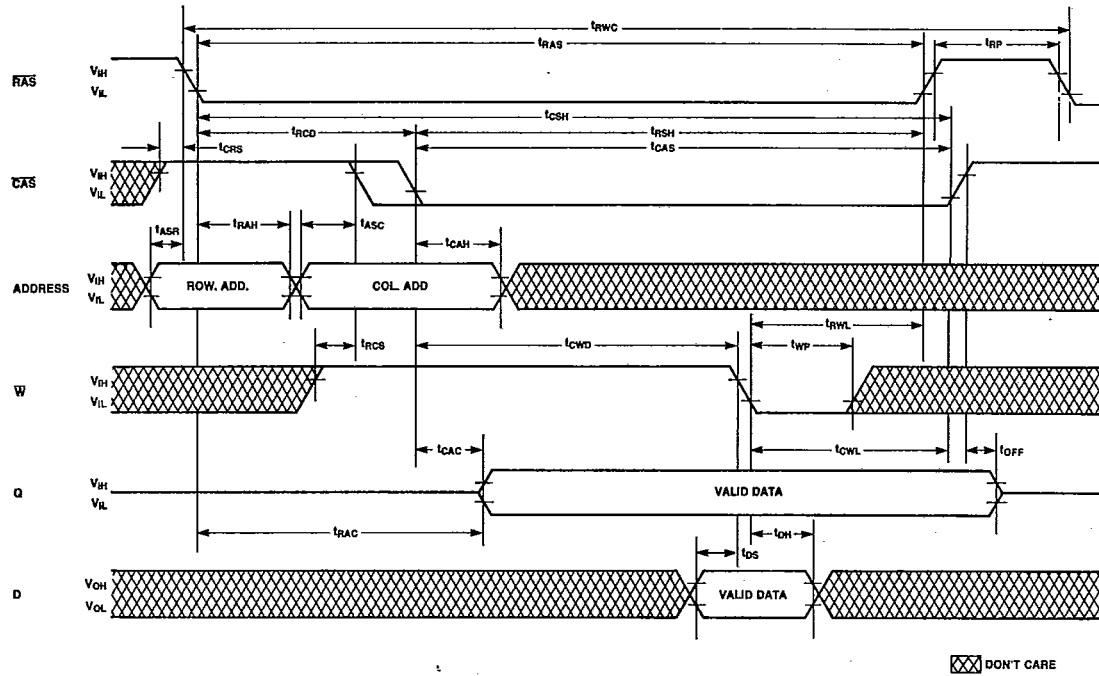 tRWC
tRAS
tRP
RAS
VIH
VIL
tCSH
tRCD
tRSH
tCRS
tCAS
CAS
VIH
VIL
tASR
tRAH
tASC
tCAH
ADDRESS
VIH
VIL
ROW. ADD.
COL. ADD
tRWL
tRCS
tCWD
tWP
W
VIH
VIL
tCAC
tCWL
tOFF
Q
VIH
VIL
VALID DATA
tRAC
tDS
tDH
D
VOH
VOL
VALID DATA
DON'T CARE